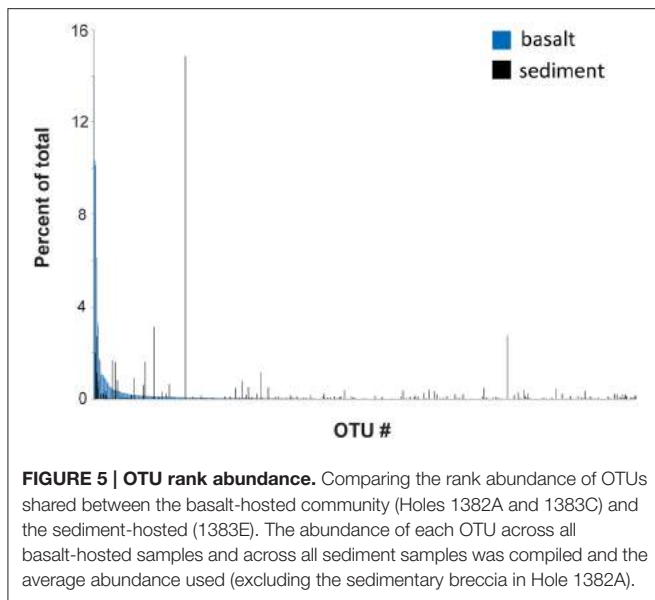 16
12
8
4
0
Percent of total
basalt
sediment
OTU #
FIGURE 5 | OTU rank abundance. Comparing the rank abundance of OTUs
shared between the basalt-hosted community (Holes 1382A and 1383C) and
the sediment-hosted (1383E). The abundance of each OTU across all
basalt-hosted samples and across all sediment samples was compiled and the
average abundance used (excluding the sedimentary breccia in Hole 1382A).